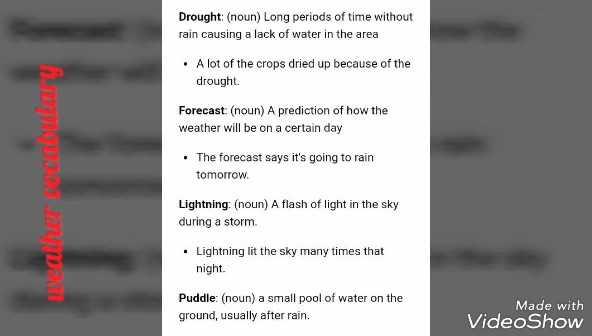 Drought: (noun) Long periods of time without
rain causing a lack of water in the area
• A lot of the crops dried up because of the
drought.
Forecast: (noun) A prediction of how the
weather will be on a certain day
• The forecast says it's going to rain
tomorrow.
Lightning: (noun) A flash of light in the sky
during a storm.
• Lightning lit the sky many times that
night.
Puddle: (noun) a small pool of water on the
ground, usually after rain.
weather vocabulary
Made with
VideoShow